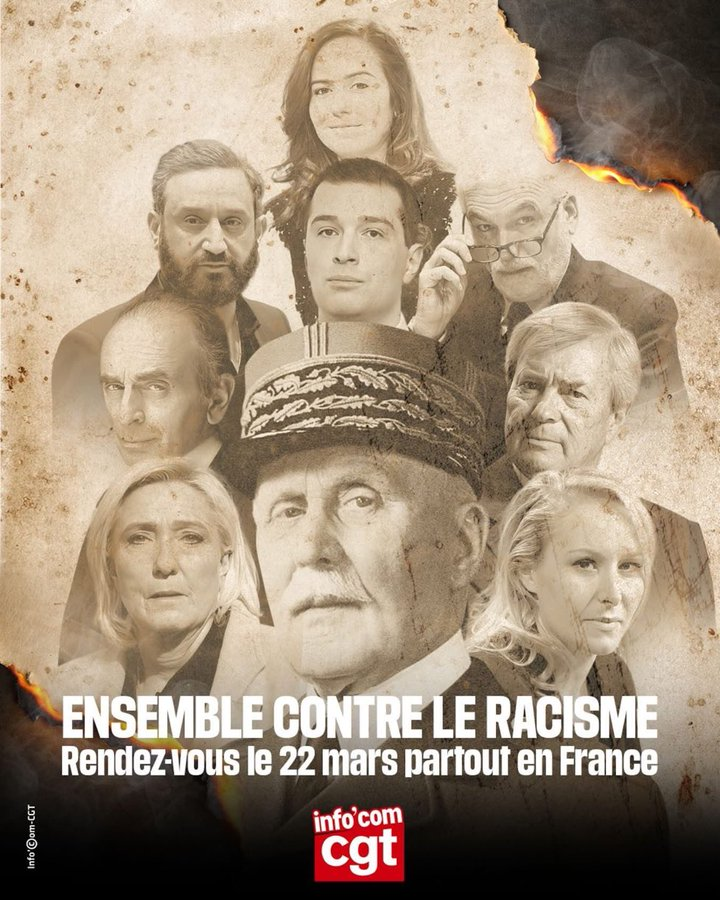 ENSEMBLE CONTRE LE RACISME
Rendez-vous le 22 mars partout en France
info'com
cgt
Info'Com-CGT